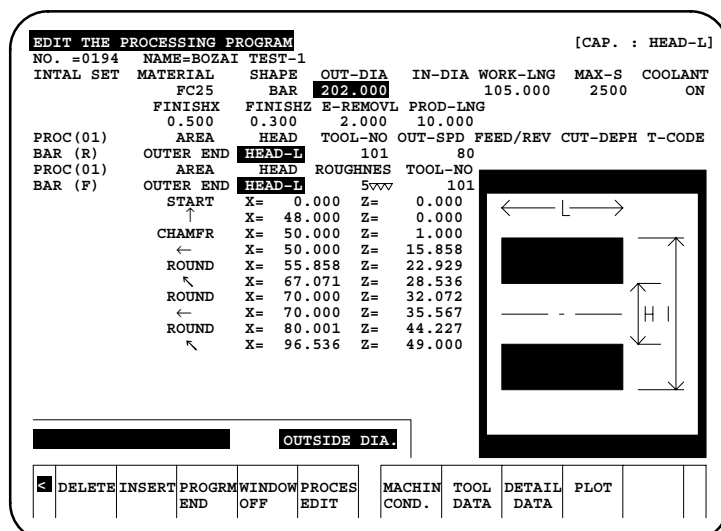 EDIT THE PROCESSING PROGRAM [CAP. : HEAD-L]
NO. =0194 NAME=BOZAI TEST-1
INTAL SET MATERIAL SHAPE OUT-DIA IN-DIA WORK-LNG MAX-S COOLANT
FC25 BAR 202.000 105.000 2500 ON
FINISHX FINISHZ E-REMOVL PROD-LNG
0.500 0.300 2.000 10.000
PROC(01) AREA HEAD TOOL-NO OUT-SPD FEED/REV CUT-DEPH T-CODE
BAR (R) OUTER END HEAD-L 101 80
PROC(01) AREA HEAD ROUGHNES TOOL-NO
BAR (F) OUTER END HEAD-L 5▽▽▽ 101
START X= 0.000 Z= 0.000
↑ X= 48.000 Z= 0.000
CHAMFR X= 50.000 Z= 1.000
← X= 50.000 Z= 15.858
ROUND X= 55.858 Z= 22.929
↖ X= 67.071 Z= 28.536
ROUND X= 70.000 Z= 32.072
← X= 70.000 Z= 35.567
ROUND X= 80.001 Z= 44.227
↖ X= 96.536 Z= 49.000
L
H I
OUTSIDE DIA.
< DELETE INSERT PROGRM WINDOW PROCES MACHIN TOOL DETAIL PLOT
END OFF EDIT COND. DATA DATA